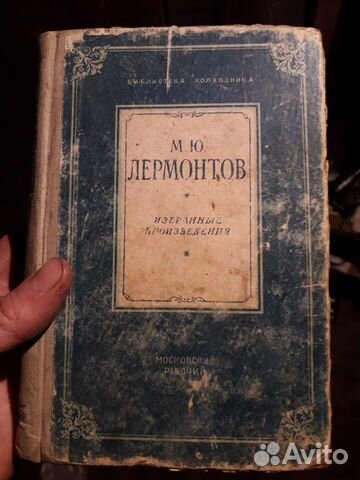 БИБЛИОТЕКА КОЛХОЗНИКА
М. Ю.
ЛЕРМОНТОВ
ИЗБРАННЫЕ
ПРОИЗВЕДЕНИЯ
МОСКОВСКИЙ
РАБОЧИЙ
Avito